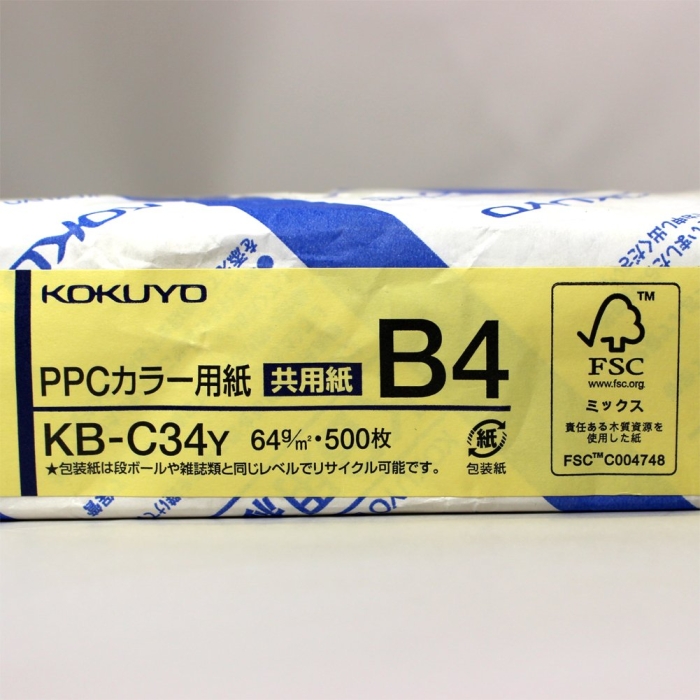 KOKUYO
KOKUYO
KOKUYO
PPCカラー用紙 共用紙 B4
KB-C34Y 64g/m²・500枚
★包装紙は段ボールや雑誌類と同じレベルでリサイクル可能です。
紙
包装紙
FSC™
www.fsc.org
ミックス
責任ある木質資源を
使用した紙
FSC™C004748